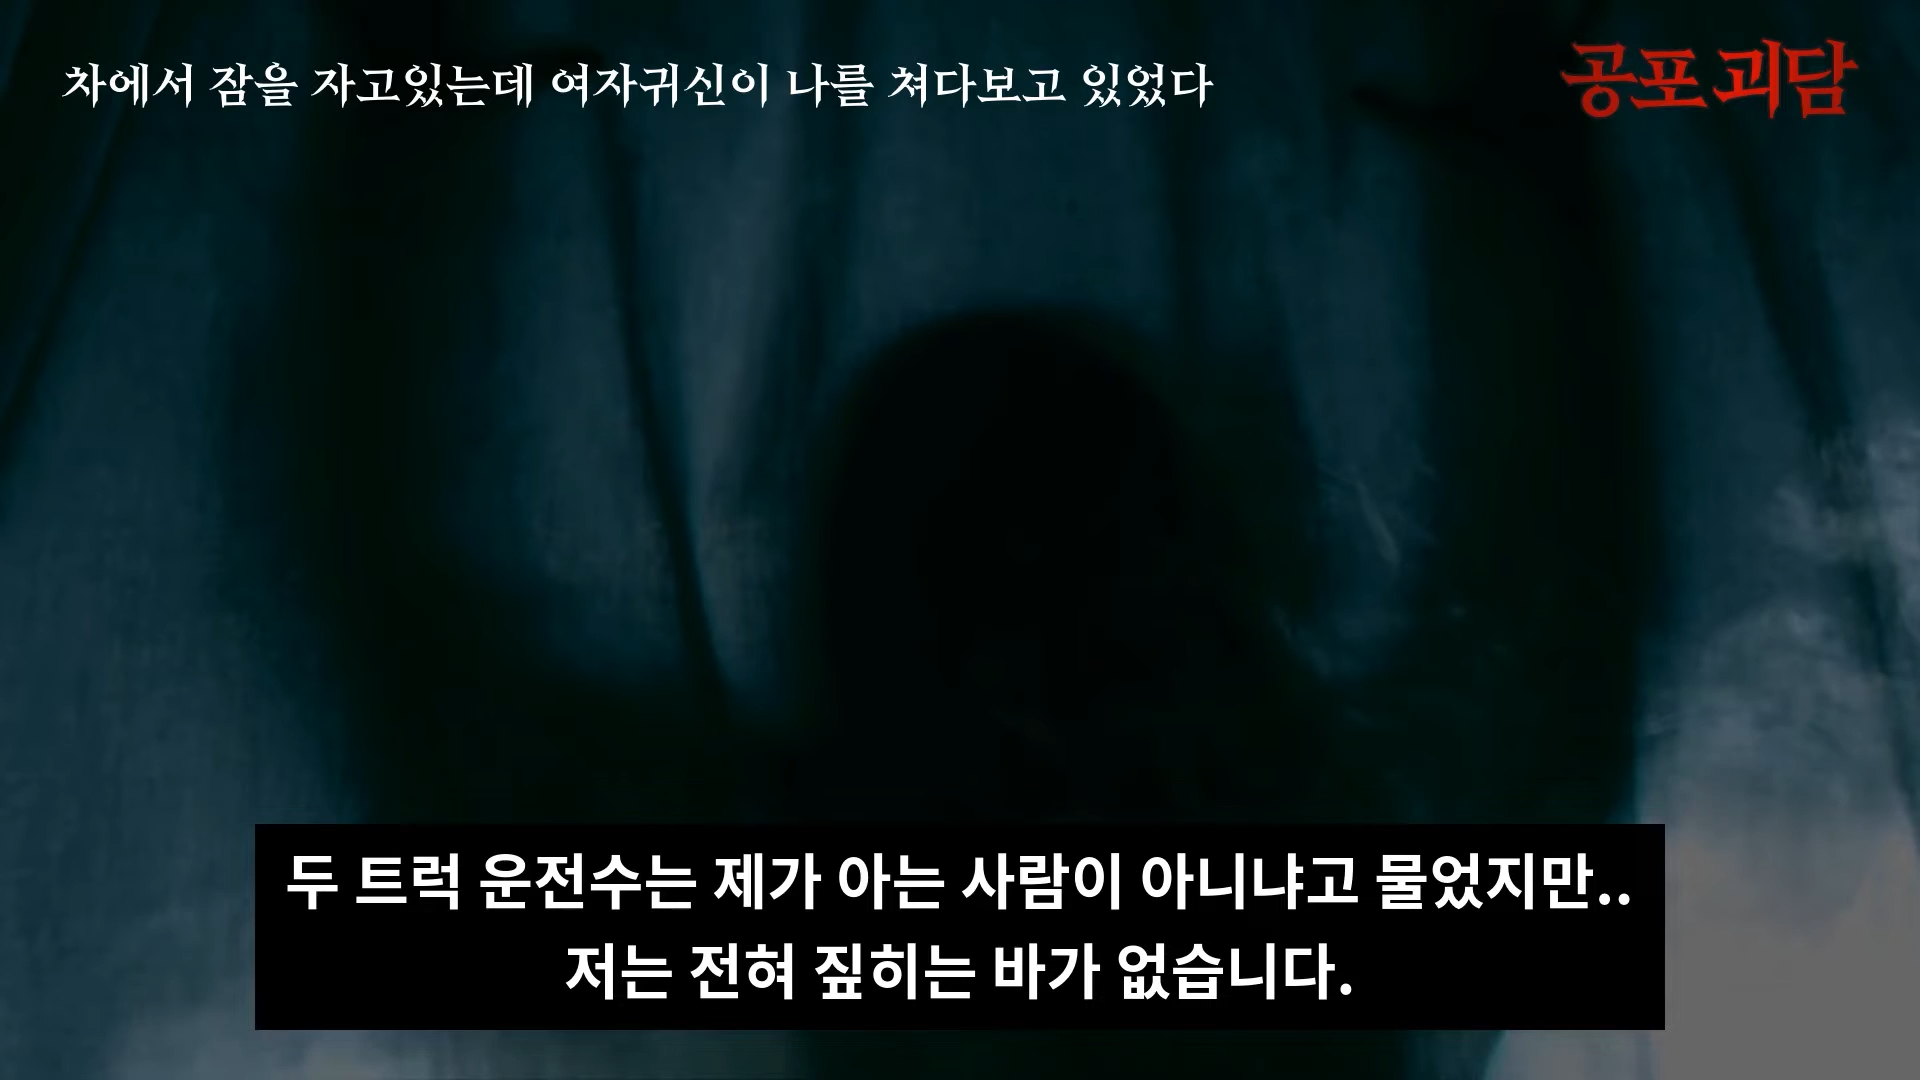 차에서 잠을 자고있는데 여자귀신이 나를 쳐다보고 있었다
공포괴담
두 트럭 운전수는 제가 아는 사람이 아니냐고 물었지만..
저는 전혀 짚히는 바가 없습니다.